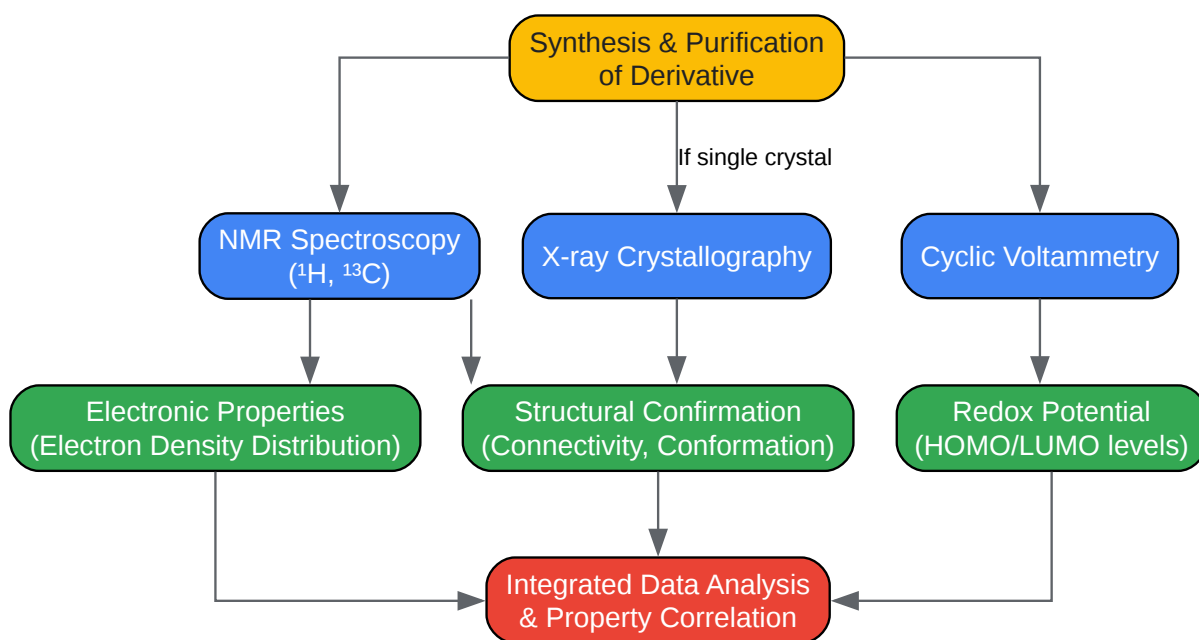 Synthesis & Purification
of Derivative
If single crystal
NMR Spectroscopy
(¹H, ¹³C)
X-ray Crystallography
Cyclic Voltammetry
Electronic Properties
(Electron Density Distribution)
Structural Confirmation
(Connectivity, Conformation)
Redox Potential
(HOMO/LUMO levels)
Integrated Data Analysis
& Property Correlation